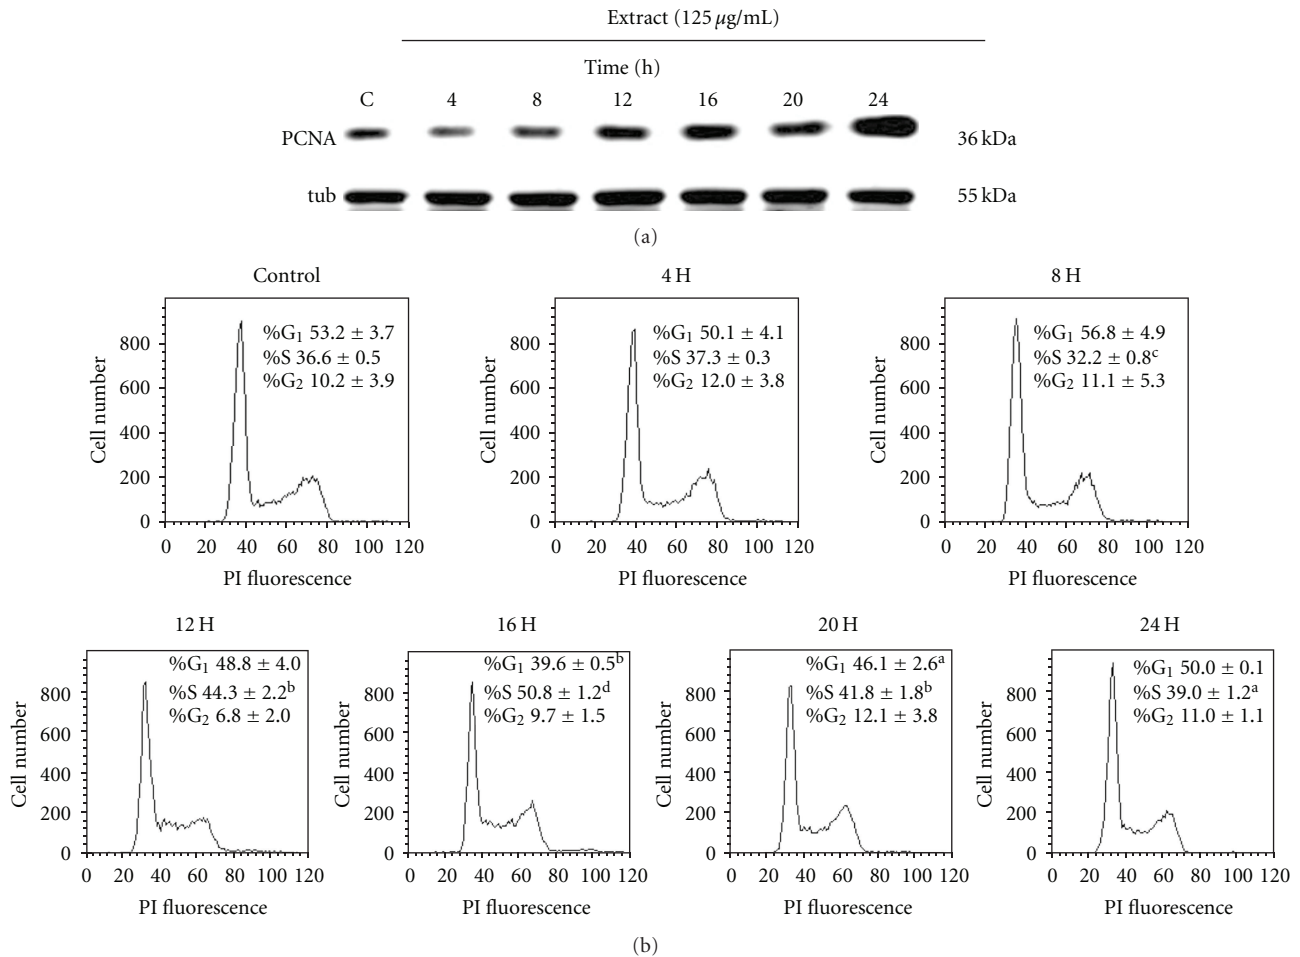 Extract (125 µg/mL)
Time (h)
C 4 8 12 16 20 24
PCNA 36 kDa
tub 55 kDa
(a)
Control 4 H 8 H
%G₁ 53.2 ± 3.7
%S 36.6 ± 0.5
%G₂ 10.2 ± 3.9
Cell number
800
600
400
200
0
0 20 40 60 80 100 120
PI fluorescence
%G₁ 50.1 ± 4.1
%S 37.3 ± 0.3
%G₂ 12.0 ± 3.8
Cell number
800
600
400
200
0
0 20 40 60 80 100 120
PI fluorescence
%G₁ 56.8 ± 4.9
%S 32.2 ± 0.8ᶜ
%G₂ 11.1 ± 5.3
Cell number
800
600
400
200
0
0 20 40 60 80 100 120
PI fluorescence
12 H 16 H 20 H 24 H
%G₁ 48.8 ± 4.0
%S 44.3 ± 2.2ᵇ
%G₂ 6.8 ± 2.0
Cell number
800
600
400
200
0
0 20 40 60 80 100 120
PI fluorescence
%G₁ 39.6 ± 0.5ᵇ
%S 50.8 ± 1.2ᵈ
%G₂ 9.7 ± 1.5
Cell number
800
600
400
200
0
0 20 40 60 80 100 120
PI fluorescence
%G₁ 46.1 ± 2.6ᵃ
%S 41.8 ± 1.8ᵇ
%G₂ 12.1 ± 3.8
Cell number
800
600
400
200
0
0 20 40 60 80 100 120
PI fluorescence
%G₁ 50.0 ± 0.1
%S 39.0 ± 1.2ᵃ
%G₂ 11.0 ± 1.1
Cell number
800
600
400
200
0
0 20 40 60 80 100 120
PI fluorescence
(b)